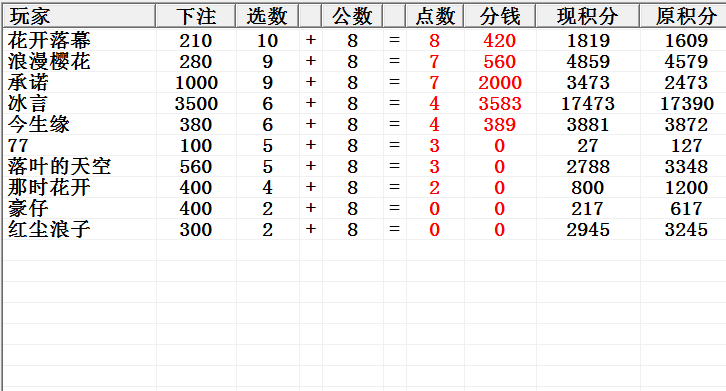 玩家 下注 选数 公数 点数 分钱 现积分 原积分
花开落幕 210 10 + 8 = 8 420 1819 1609
浪漫樱花 280 9 + 8 = 7 560 4859 4579
承诺 1000 9 + 8 = 7 2000 3473 2473
冰言 3500 6 + 8 = 4 3583 17473 17390
今生缘 380 6 + 8 = 4 389 3881 3872
77 100 5 + 8 = 3 0 27 127
落叶的天空 560 5 + 8 = 3 0 2788 3348
那时花开 400 4 + 8 = 2 0 800 1200
豪仔 400 2 + 8 = 0 0 217 617
红尘浪子 300 2 + 8 = 0 0 2945 3245